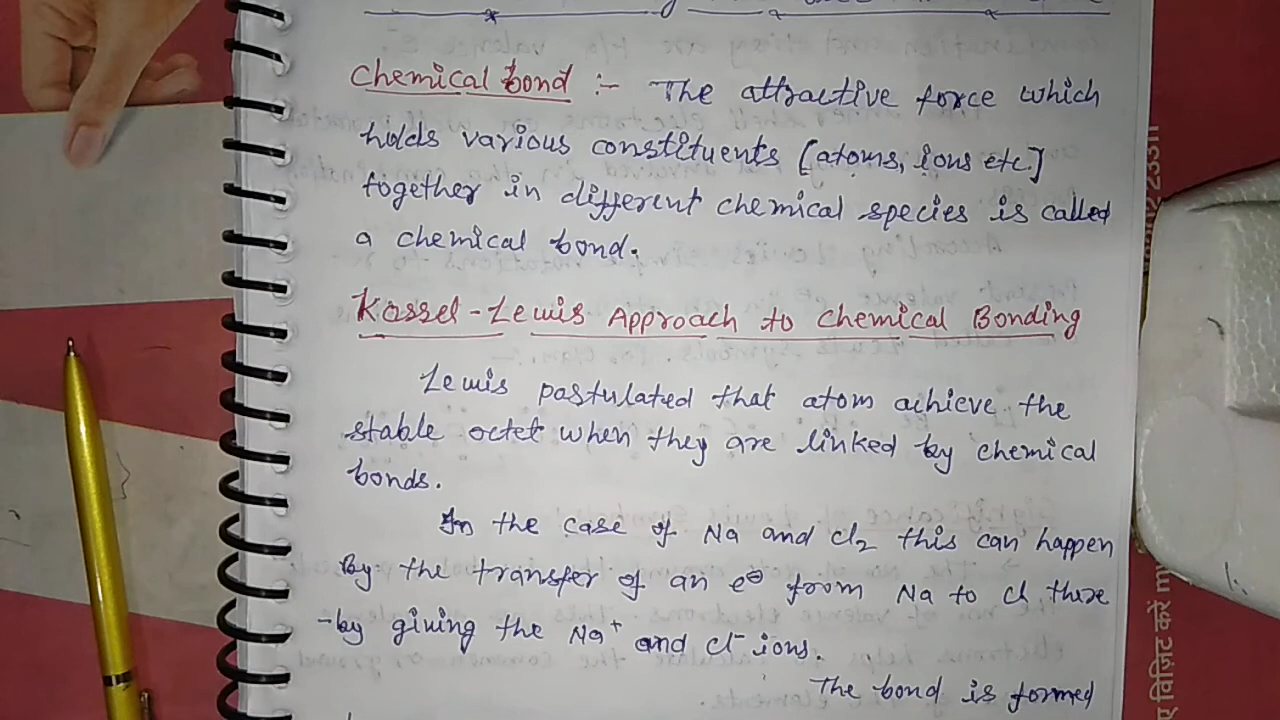 Chemical bond :- The attractive force which
holds various constituents [atoms, ions etc.]
together in different chemical species is called
a chemical bond.
Kossel-Lewis Approach to Chemical Bonding
Lewis pastulated that atom achieve the
stable octet when they are linked by chemical
bonds.
In the case of Na and Cl₂ this can happen
by the transfer of an e⊖ from Na to Cl there
-by giving the Na⁺ and Cl⁻ ions.
The bond is formed
विज़िट करें